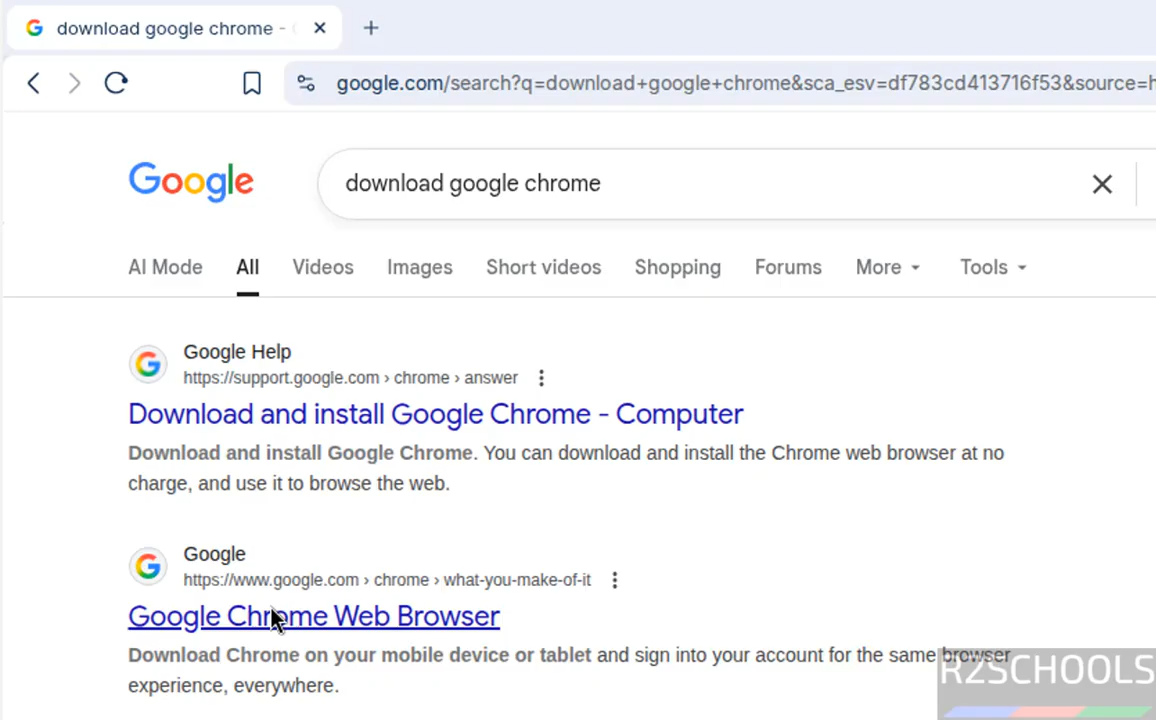 download google chrome -
google.com/search?q=download+google+chrome&sca_esv=df783cd413716f53&source=h
Google
download google chrome
AI Mode All Videos Images Short videos Shopping Forums More Tools
Google Help
https://support.google.com › chrome › answer
Download and install Google Chrome - Computer
Download and install Google Chrome. You can download and install the Chrome web browser at no
charge, and use it to browse the web.
Google
https://www.google.com › chrome › what-you-make-of-it
Google Chrome Web Browser
Download Chrome on your mobile device or tablet and sign into your account for the same browser
experience, everywhere.
R2SCHOOLS